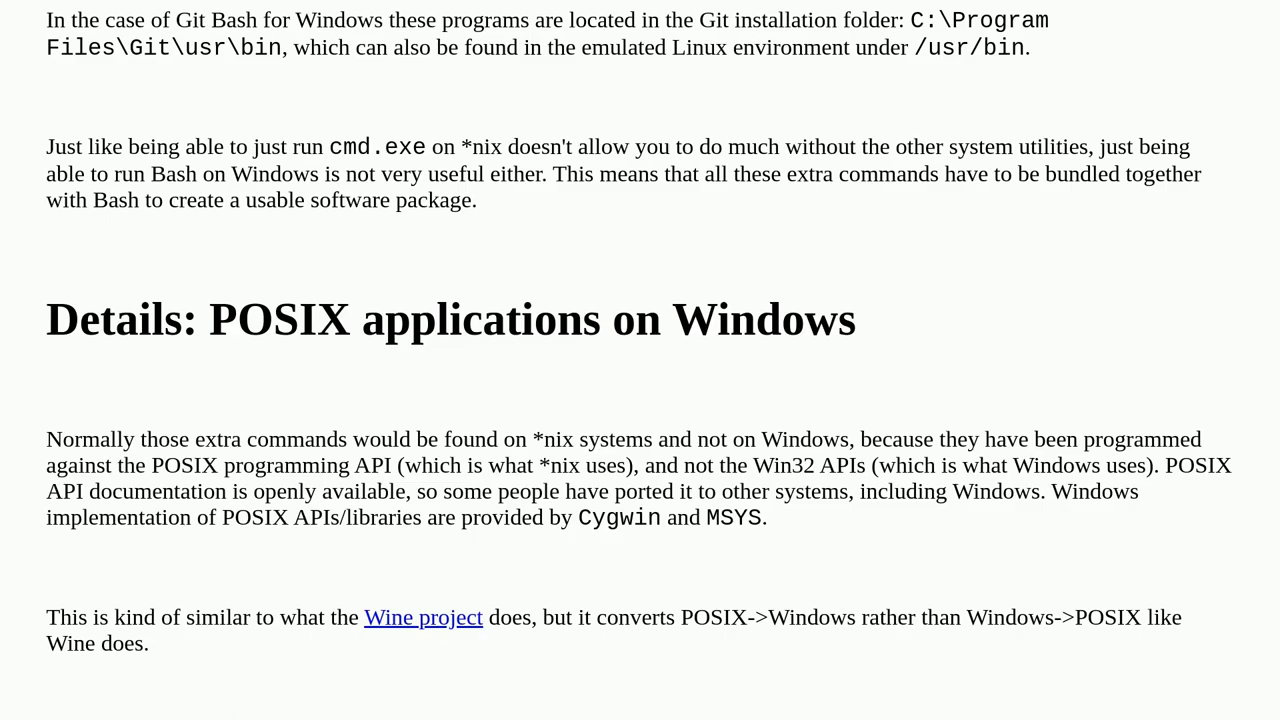 In the case of Git Bash for Windows these programs are located in the Git installation folder: C:\Program
Files\Git\usr\bin, which can also be found in the emulated Linux environment under /usr/bin.
Just like being able to just run cmd.exe on *nix doesn't allow you to do much without the other system utilities, just being
able to run Bash on Windows is not very useful either. This means that all these extra commands have to be bundled together
with Bash to create a usable software package.
Details: POSIX applications on Windows
Normally those extra commands would be found on *nix systems and not on Windows, because they have been programmed
against the POSIX programming API (which is what *nix uses), and not the Win32 APIs (which is what Windows uses). POSIX
API documentation is openly available, so some people have ported it to other systems, including Windows. Windows
implementation of POSIX APIs/libraries are provided by Cygwin and MSYS.
This is kind of similar to what the Wine project does, but it converts POSIX->Windows rather than Windows->POSIX like
Wine does.